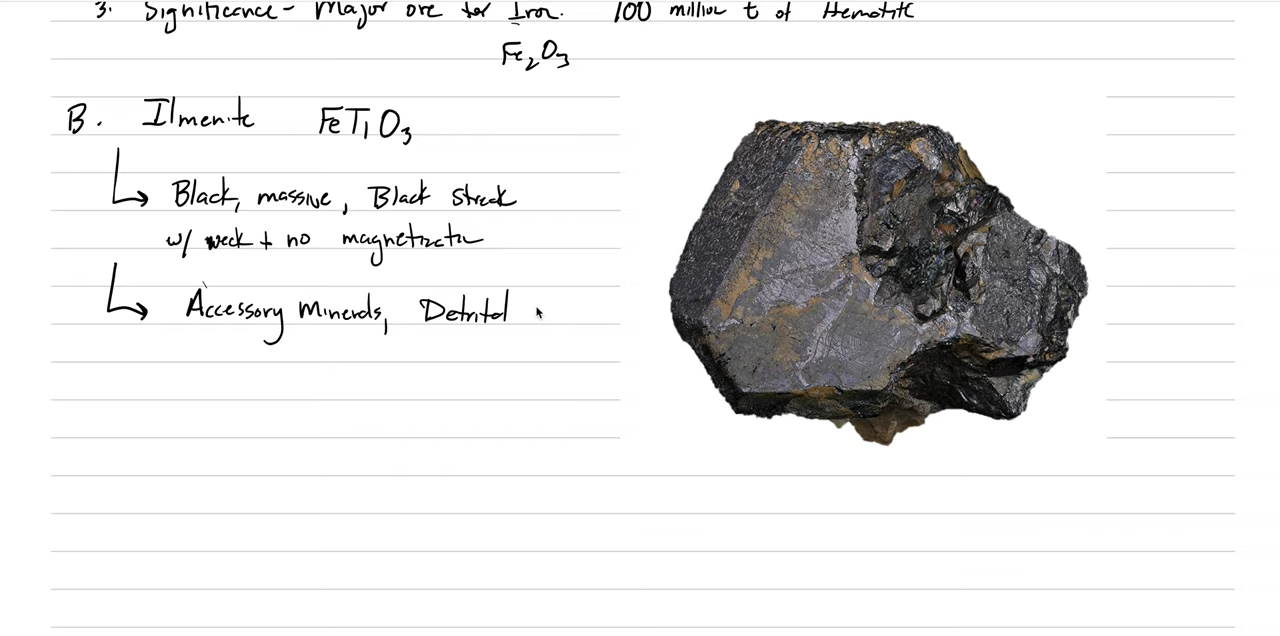 3. Significance - Major ore for Iron. 100 million t of Hematite
Fe2O3
B. Ilmenite FeTiO3
Black, massive, Black Streak
w/ weak + no magnetization
Accessory Minerals, Detrital